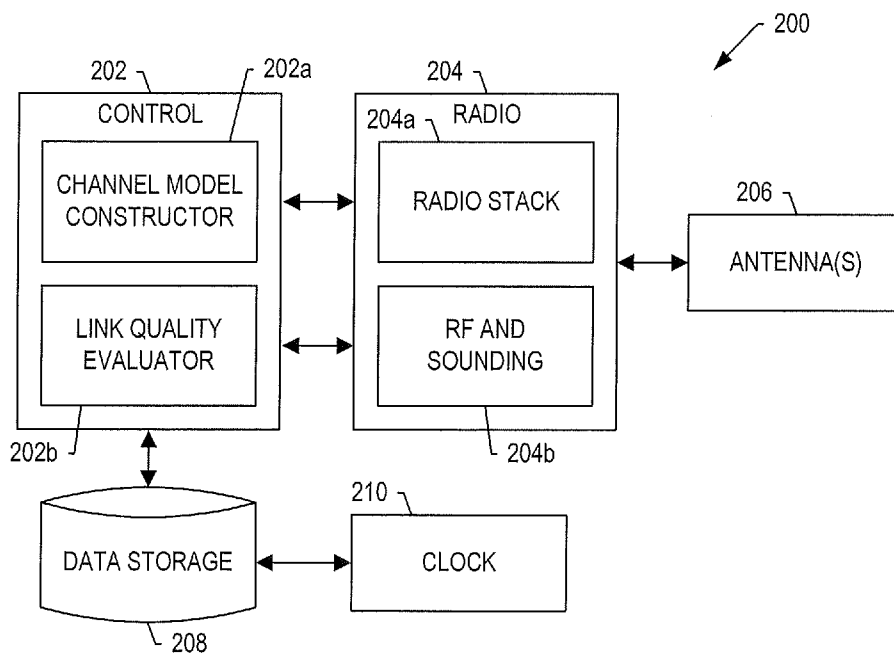 200
202
202a
204
CONTROL
RADIO
204a
CHANNEL MODEL
CONSTRUCTOR
RADIO STACK
206
ANTENNA(S)
LINK QUALITY
EVALUATOR
RF AND
SOUNDING
202b
204b
210
DATA STORAGE
CLOCK
208